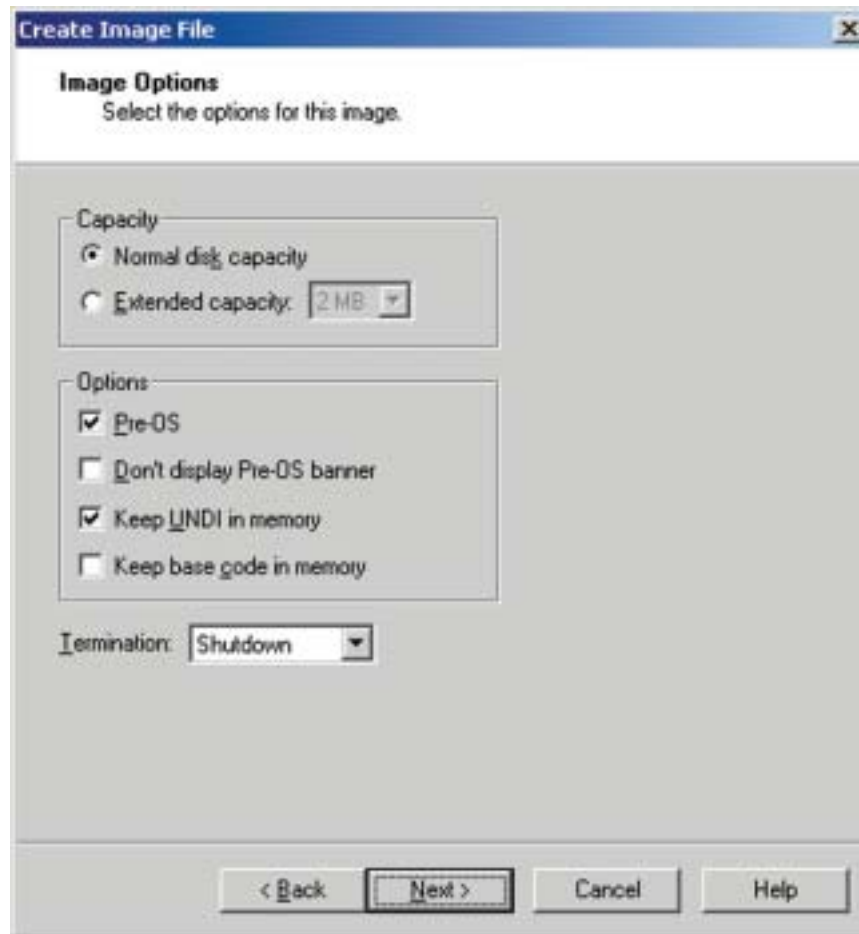 Create Image File
Image Options
Select the options for this image.
Capacity
Normal disk capacity
Extended capacity: 2 MB
Options
Pre-OS
Don't display Pre-OS banner
Keep UNDI in memory
Keep base code in memory
Termination: Shutdown
< Back Next > Cancel Help